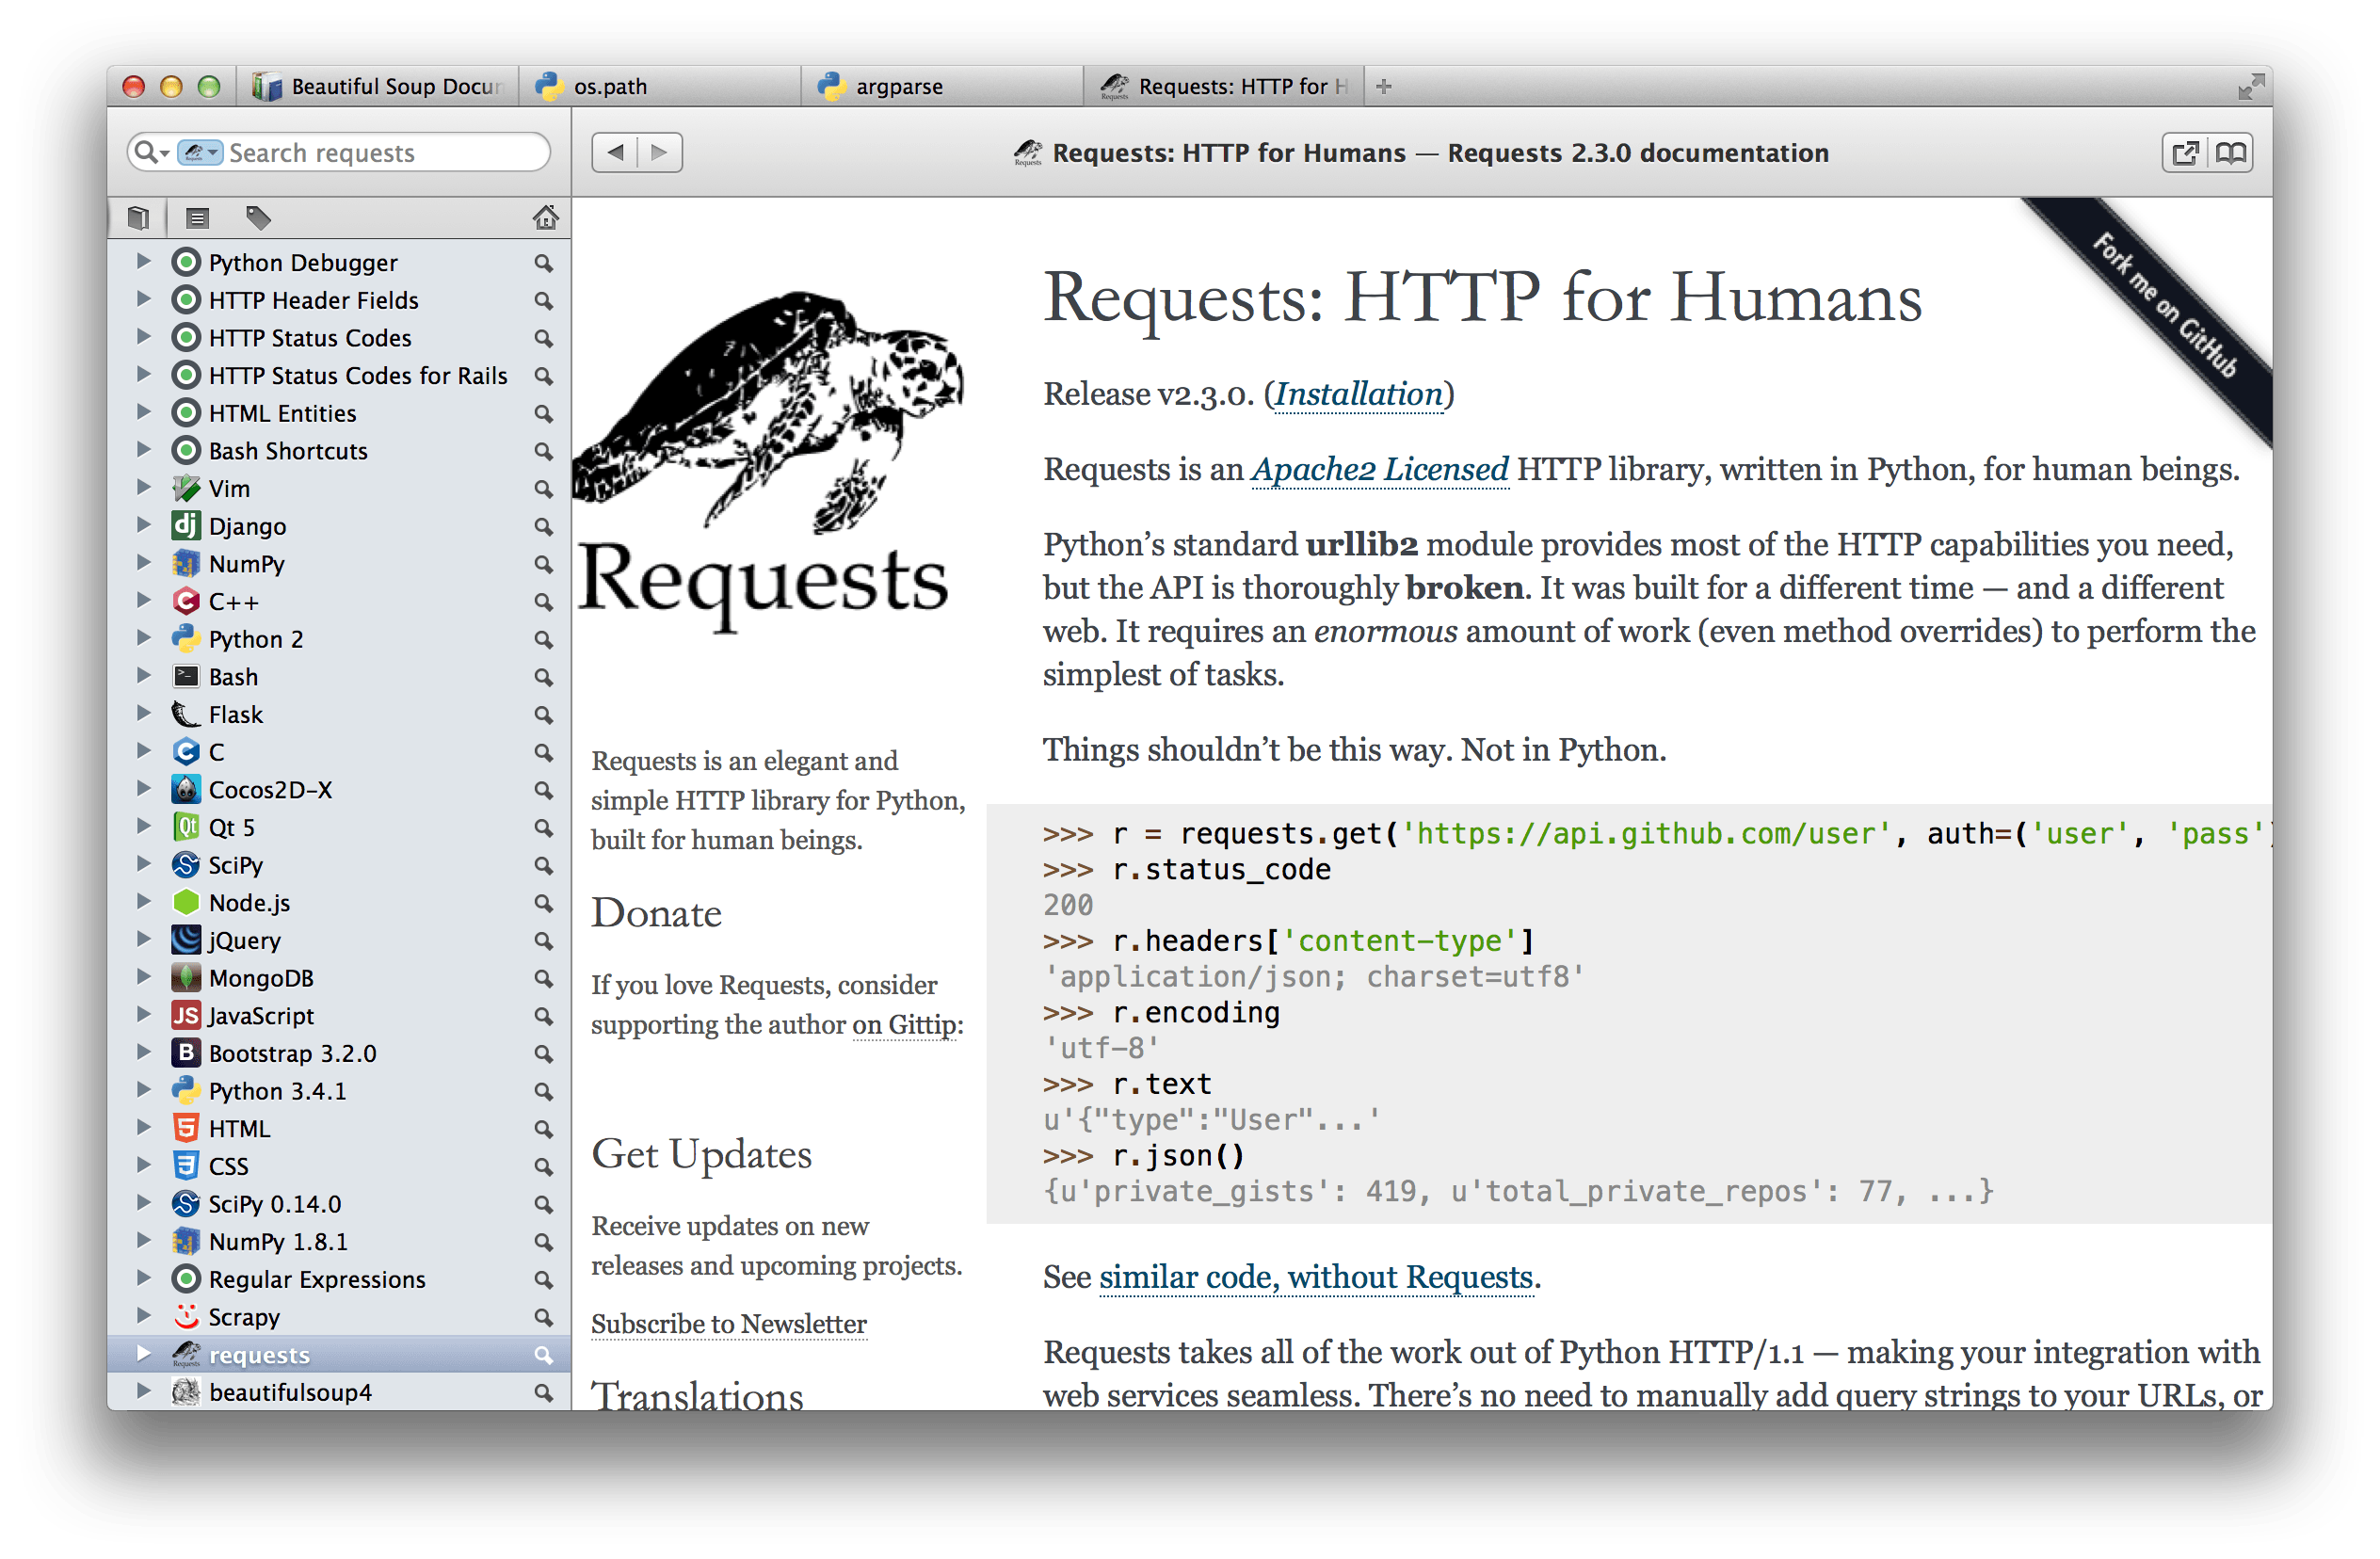 Beautiful Soup Docu
os.path
argparse
Requests: HTTP for H
Search requests
Requests: HTTP for Humans — Requests 2.3.0 documentation
Python Debugger
HTTP Header Fields
HTTP Status Codes
HTTP Status Codes for Rails
HTML Entities
Bash Shortcuts
Vim
dj Django
NumPy
C++
Python 2
Bash
Flask
C
Cocos2D-X
Qt Qt 5
SciPy
Node.js
jQuery
MongoDB
JS JavaScript
B Bootstrap 3.2.0
Python 3.4.1
5 HTML
3 CSS
SciPy 0.14.0
NumPy 1.8.1
Regular Expressions
Scrapy
requests
beautifulsoup4
Requests
Requests is an elegant and
simple HTTP library for Python,
built for human beings.
Donate
If you love Requests, consider
supporting the author on Gittip:
Get Updates
Receive updates on new
releases and upcoming projects.
Subscribe to Newsletter
Translations
Fork me on GitHub
Requests: HTTP for Humans
Release v2.3.0. (Installation)
Requests is an Apache2 Licensed HTTP library, written in Python, for human beings.
Python’s standard urllib2 module provides most of the HTTP capabilities you need,
but the API is thoroughly broken. It was built for a different time — and a different
web. It requires an enormous amount of work (even method overrides) to perform the
simplest of tasks.
Things shouldn’t be this way. Not in Python.
>>> r = requests.get('https://api.github.com/user', auth=('user', 'pass')
>>> r.status_code
200
>>> r.headers['content-type']
'application/json; charset=utf8'
>>> r.encoding
'utf-8'
>>> r.text
u'{"type":"User"...'
>>> r.json()
{u'private_gists': 419, u'total_private_repos': 77, ...}
See similar code, without Requests.
Requests takes all of the work out of Python HTTP/1.1 — making your integration with
web services seamless. There’s no need to manually add query strings to your URLs, or